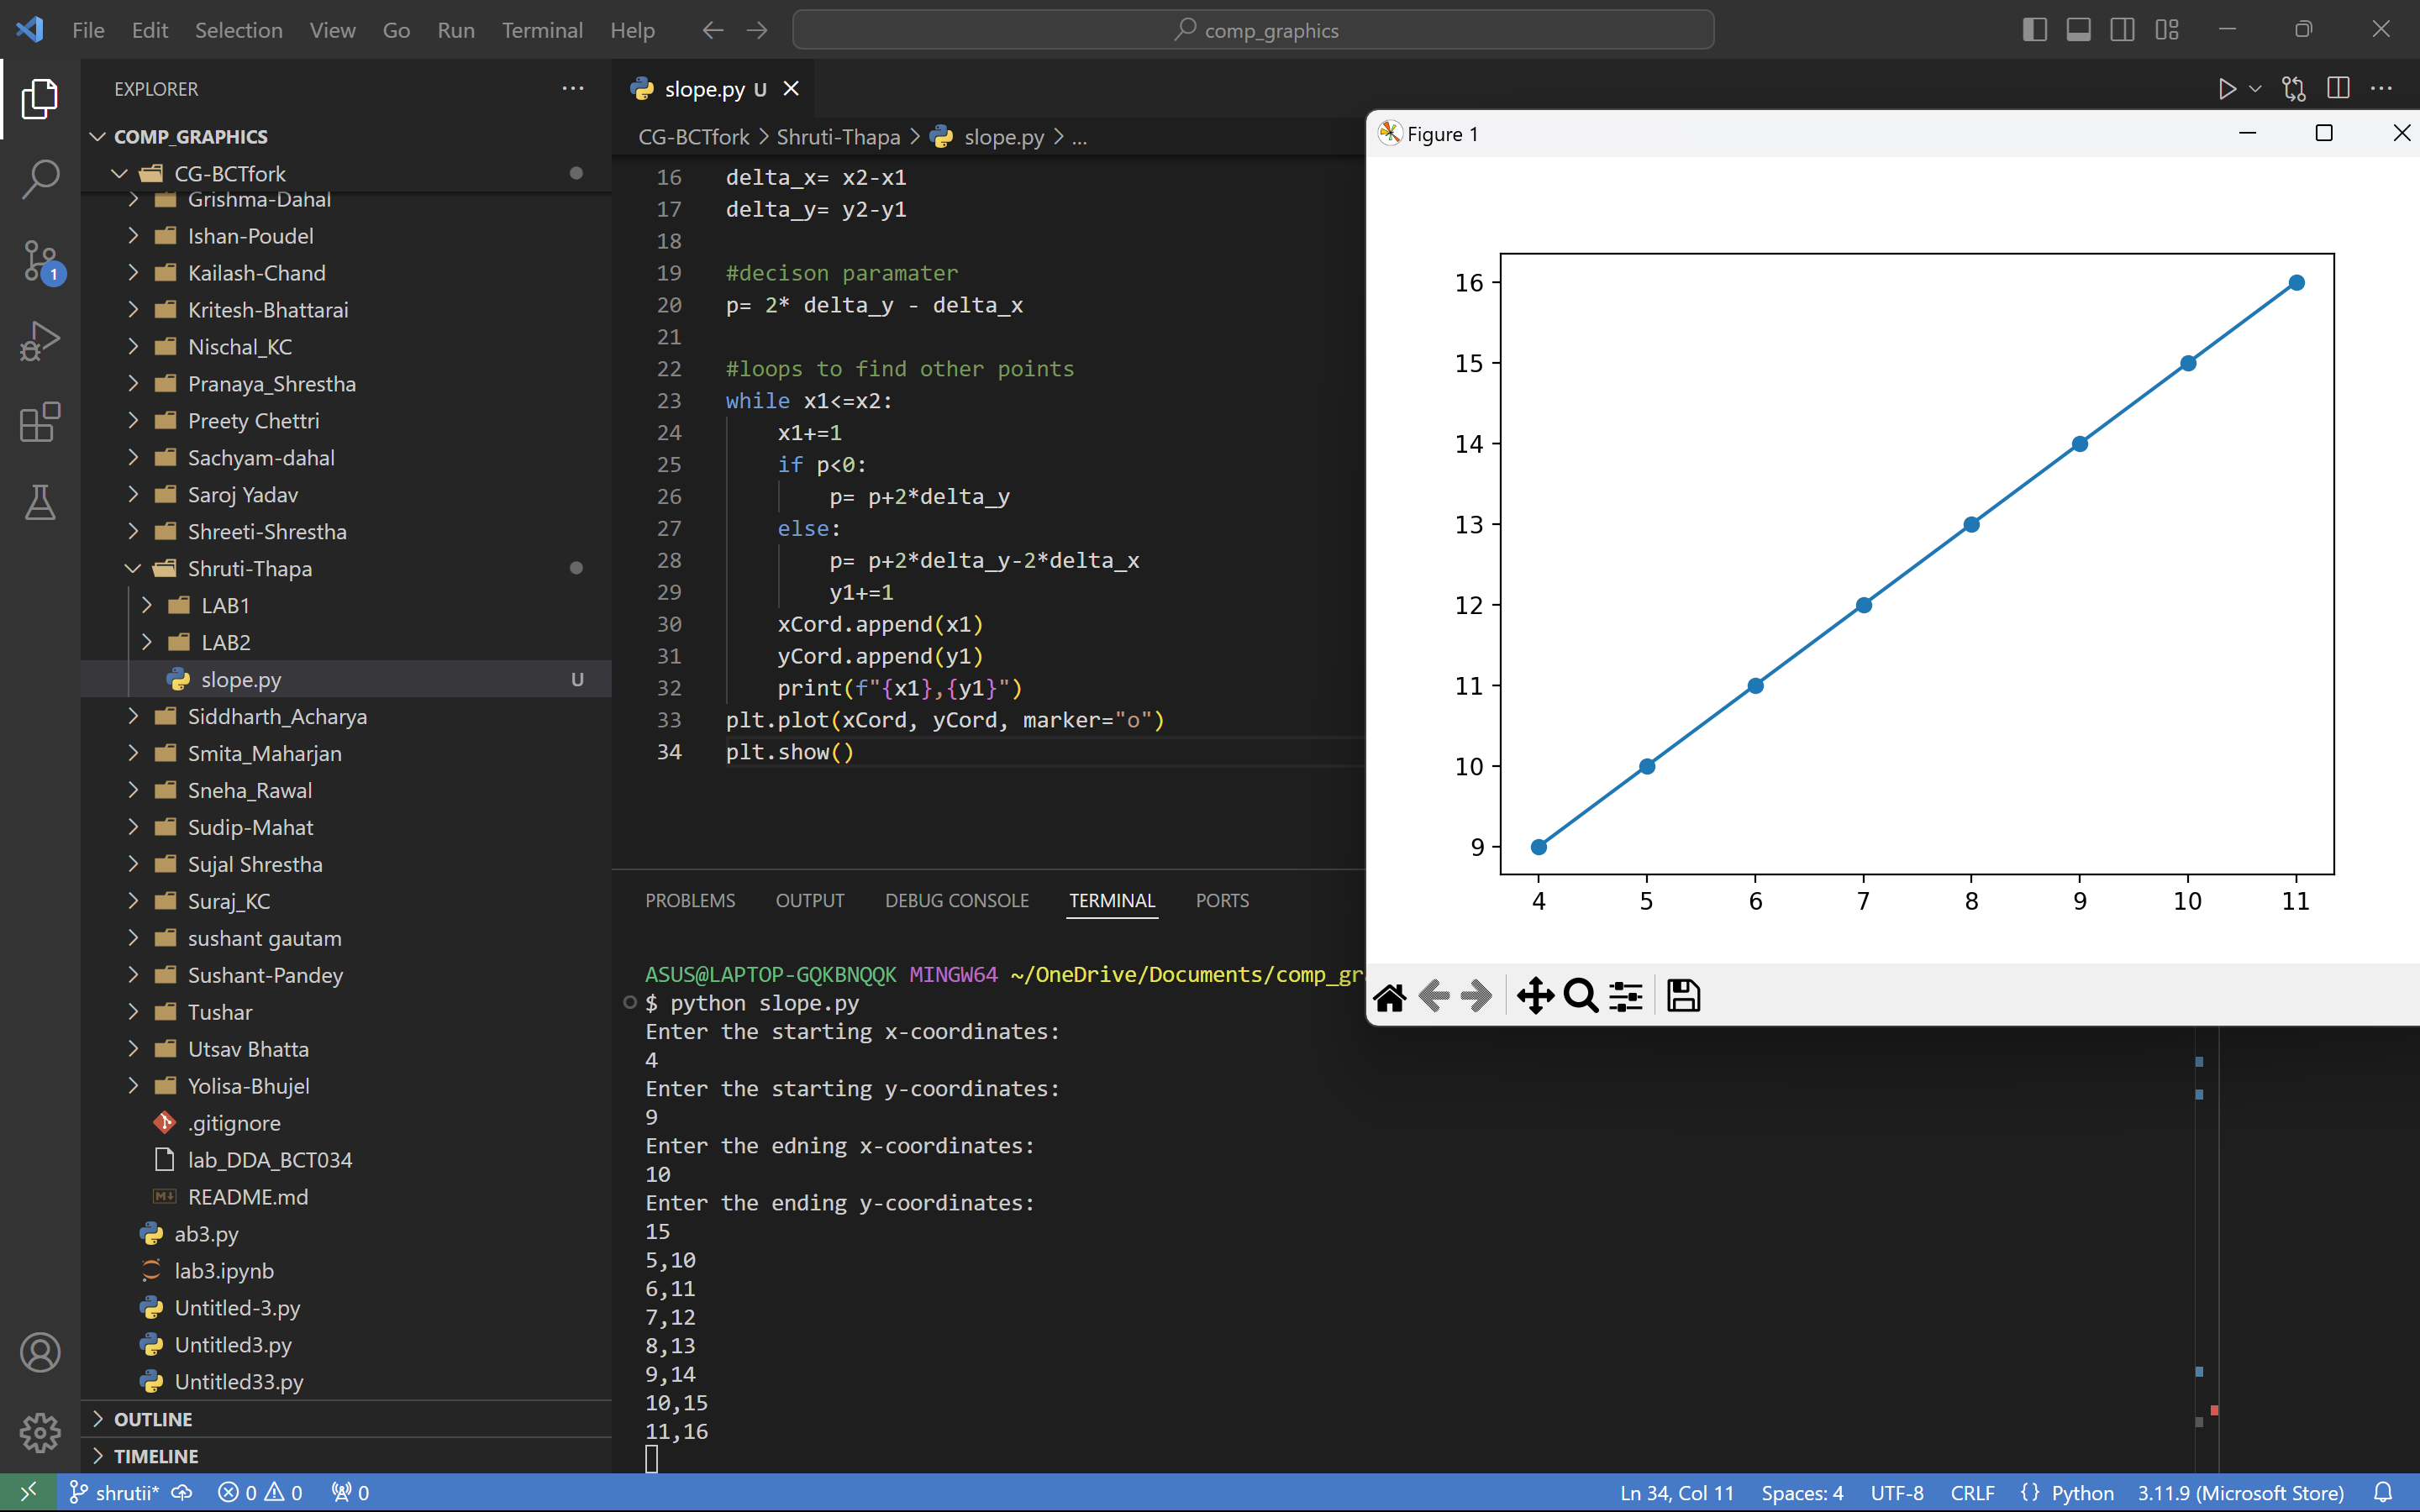 File Edit Selection View Go Run Terminal Help
comp_graphics
EXPLORER
COMP_GRAPHICS
CG-BCTfork
Grishma-Dahal
Ishan-Poudel
Kailash-Chand
Kritesh-Bhattarai
Nischal_KC
Pranaya_Shrestha
Preety Chettri
Sachyam-dahal
Saroj Yadav
Shreeti-Shrestha
Shruti-Thapa
LAB1
LAB2
slope.py U
Siddharth_Acharya
Smita_Maharjan
Sneha_Rawal
Sudip-Mahat
Sujal Shrestha
Suraj_KC
sushant gautam
Sushant-Pandey
Tushar
Utsav Bhatta
Yolisa-Bhujel
.gitignore
lab_DDA_BCT034
README.md
ab3.py
lab3.ipynb
Untitled-3.py
Untitled3.py
Untitled33.py
OUTLINE
TIMELINE
1
slope.py U
CG-BCTfork > Shruti-Thapa > slope.py > ...
16 delta_x= x2-x1
17 delta_y= y2-y1
18
19 #decison paramater
20 p= 2* delta_y - delta_x
21
22 #loops to find other points
23 while x1<=x2:
24     x1+=1
25     if p<0:
26         p= p+2*delta_y
27     else:
28         p= p+2*delta_y-2*delta_x
29         y1+=1
30     xCord.append(x1)
31     yCord.append(y1)
32     print(f"{x1},{y1}")
33 plt.plot(xCord, yCord, marker="o")
34 plt.show()
PROBLEMS OUTPUT DEBUG CONSOLE TERMINAL PORTS
ASUS@LAPTOP-GQKBNQQK MINGW64 ~/OneDrive/Documents/comp_gr
$ python slope.py
Enter the starting x-coordinates:
4
Enter the starting y-coordinates:
9
Enter the edning x-coordinates:
10
Enter the ending y-coordinates:
15
5,10
6,11
7,12
8,13
9,14
10,15
11,16
Figure 1
16
15
14
13
12
11
10
9
4 5 6 7 8 9 10 11
shrutii* 0 0 0 Ln 34, Col 11 Spaces: 4 UTF-8 CRLF {} Python 3.11.9 (Microsoft Store)